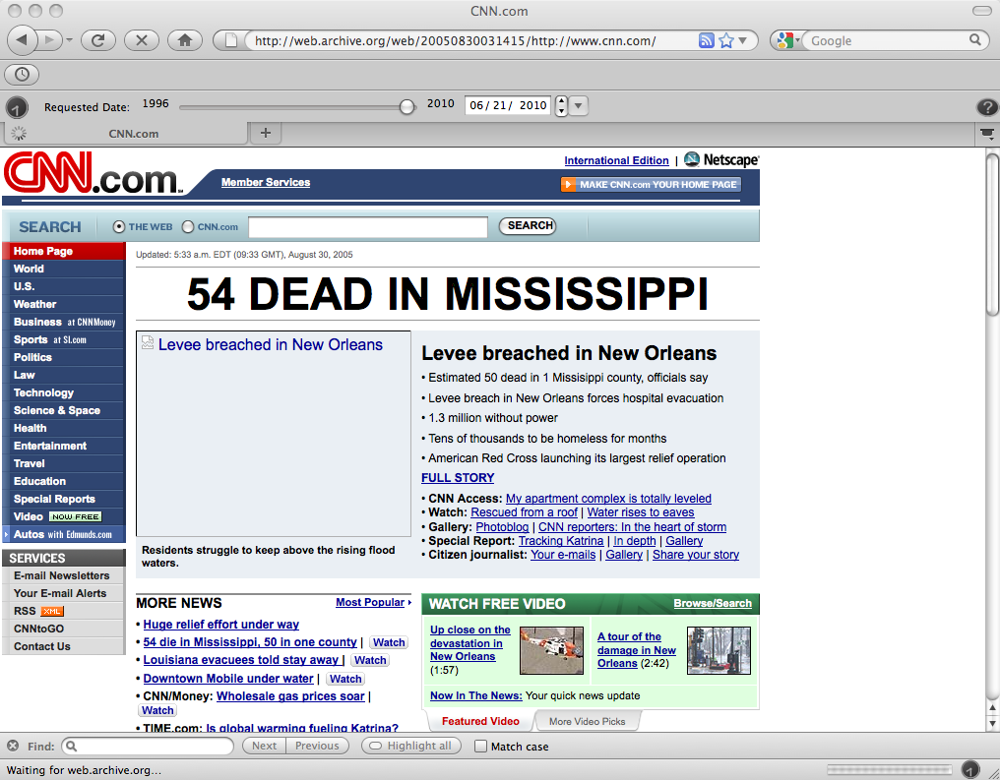 CNN.com
http://web.archive.org/web/20050830031415/http://www.cnn.com/
Google
Requested Date: 1996 2010 06/21/ 2010
CNN.com
CNN.com
International Edition | Netscape
Member Services
MAKE CNN.com YOUR HOME PAGE
SEARCH THE WEB CNN.com SEARCH
Home Page
World
U.S.
Weather
Business at CNNMoney
Sports at SI.com
Politics
Law
Technology
Science & Space
Health
Entertainment
Travel
Education
Special Reports
Video NOW FREE
Autos with Edmunds.com
SERVICES
E-mail Newsletters
Your E-mail Alerts
RSS XML
CNNtoGO
Contact Us
Updated: 5:33 a.m. EDT (09:33 GMT), August 30, 2005
54 DEAD IN MISSISSIPPI
Levee breached in New Orleans
Residents struggle to keep above the rising flood
waters.
Levee breached in New Orleans
• Estimated 50 dead in 1 Missisippi county, officials say
• Levee breach in New Orleans forces hospital evacuation
• 1.3 million without power
• Tens of thousands to be homeless for months
• American Red Cross launching its largest relief operation
FULL STORY
• CNN Access: My apartment complex is totally leveled
• Watch: Rescued from a roof | Water rises to eaves
• Gallery: Photoblog | CNN reporters: In the heart of storm
• Special Report: Tracking Katrina | In depth | Gallery
• Citizen journalist: Your e-mails | Gallery | Share your story
MORE NEWS Most Popular
• Huge relief effort under way
• 54 die in Mississippi, 50 in one county | Watch
• Louisiana evacuees told stay away | Watch
• Downtown Mobile under water | Watch
• CNN/Money: Wholesale gas prices soar |
Watch
• TIME.com: Is global warming fueling Katrina?
WATCH FREE VIDEO Browse/Search
Up close on the
devastation in
New Orleans
(1:57)
A tour of the
damage in New
Orleans (2:42)
Now In The News: Your quick news update
Featured Video More Video Picks
Find: Next Previous Highlight all Match case
Waiting for web.archive.org...